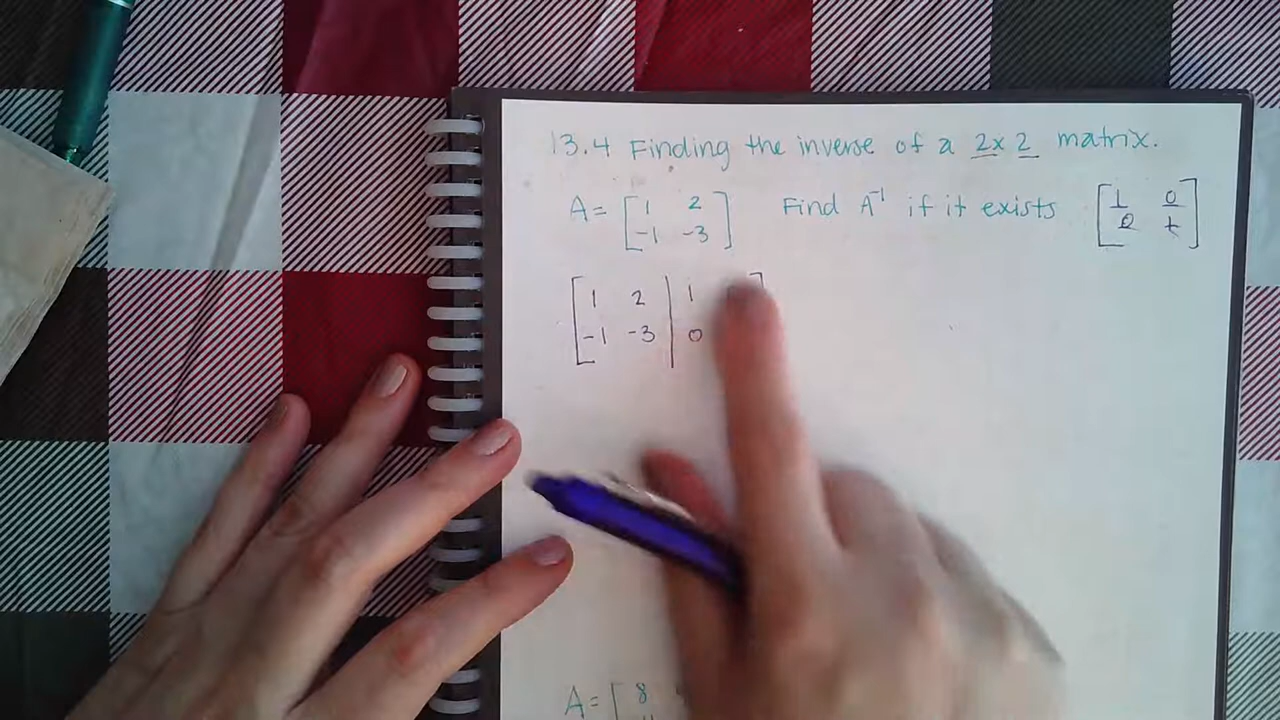 13.4 Finding the inverse of a 2x2 matrix.
A = [ 1 2 Find A⁻¹ if it exists [ 1 0
-1 -3 ] 0 1 ]
[ 1 2 | 1 ]
-1 -3 | 0
A = [ 8